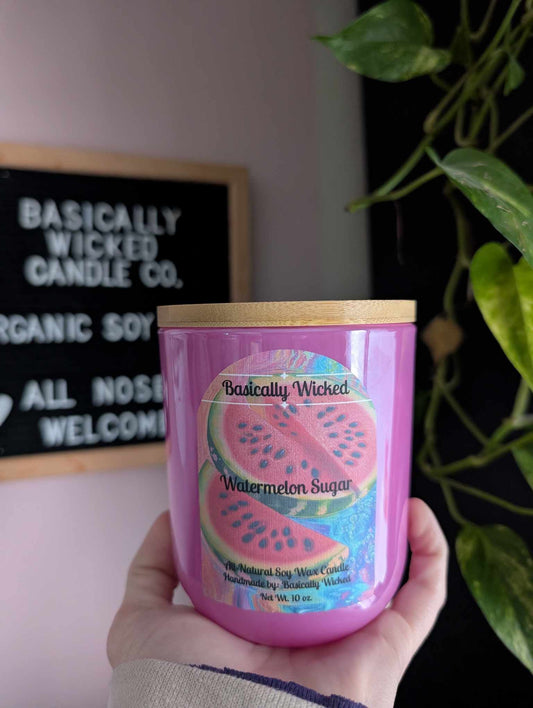 BASICALLY
WICKED
CANDLE CO.
RGANIC SOY
ALL NOSE
WELCOM
Basically Wicked
Watermelon Sugar
All Natural Soy Wax Candle
Handmade by: Basically Wicked
Net Wt. 10 oz.